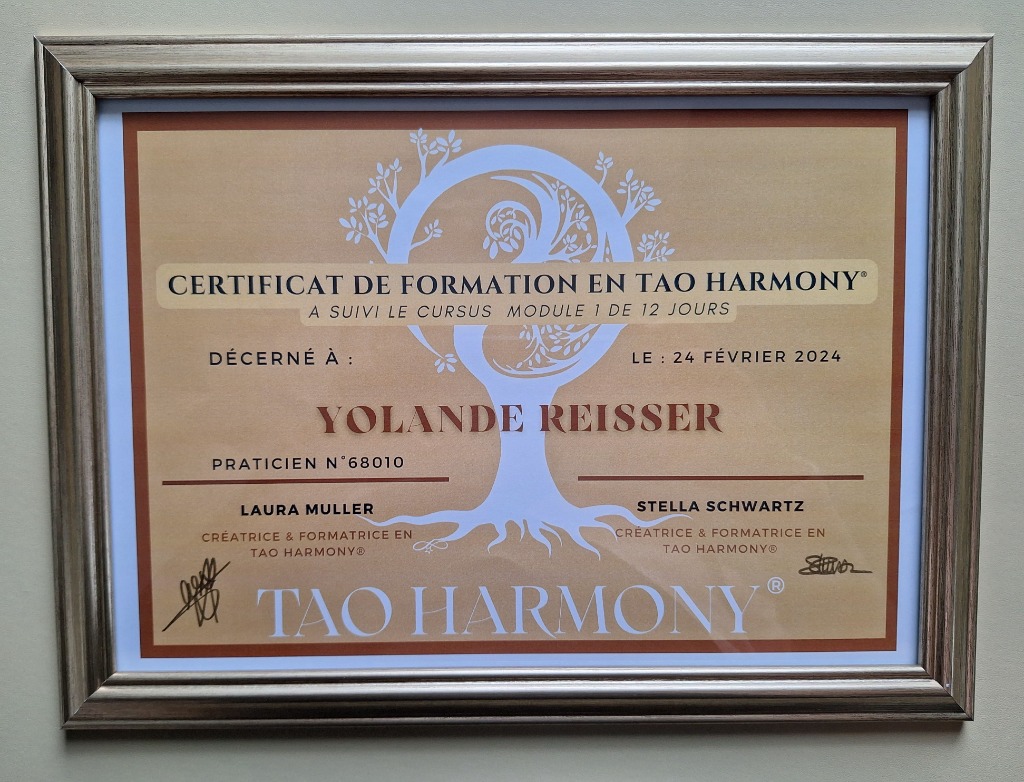 CERTIFICAT DE FORMATION EN TAO HARMONY®
A SUIVI LE CURSUS MODULE 1 DE 12 JOURS
DÉCERNÉ À :
LE : 24 FÉVRIER 2024
YOLANDE REISSER
PRATICIEN N°68010
LAURA MULLER
CRÉATRICE & FORMATRICE EN
TAO HARMONY®
STELLA SCHWARTZ
CRÉATRICE & FORMATRICE EN
TAO HARMONY®
TAO HARMONY®